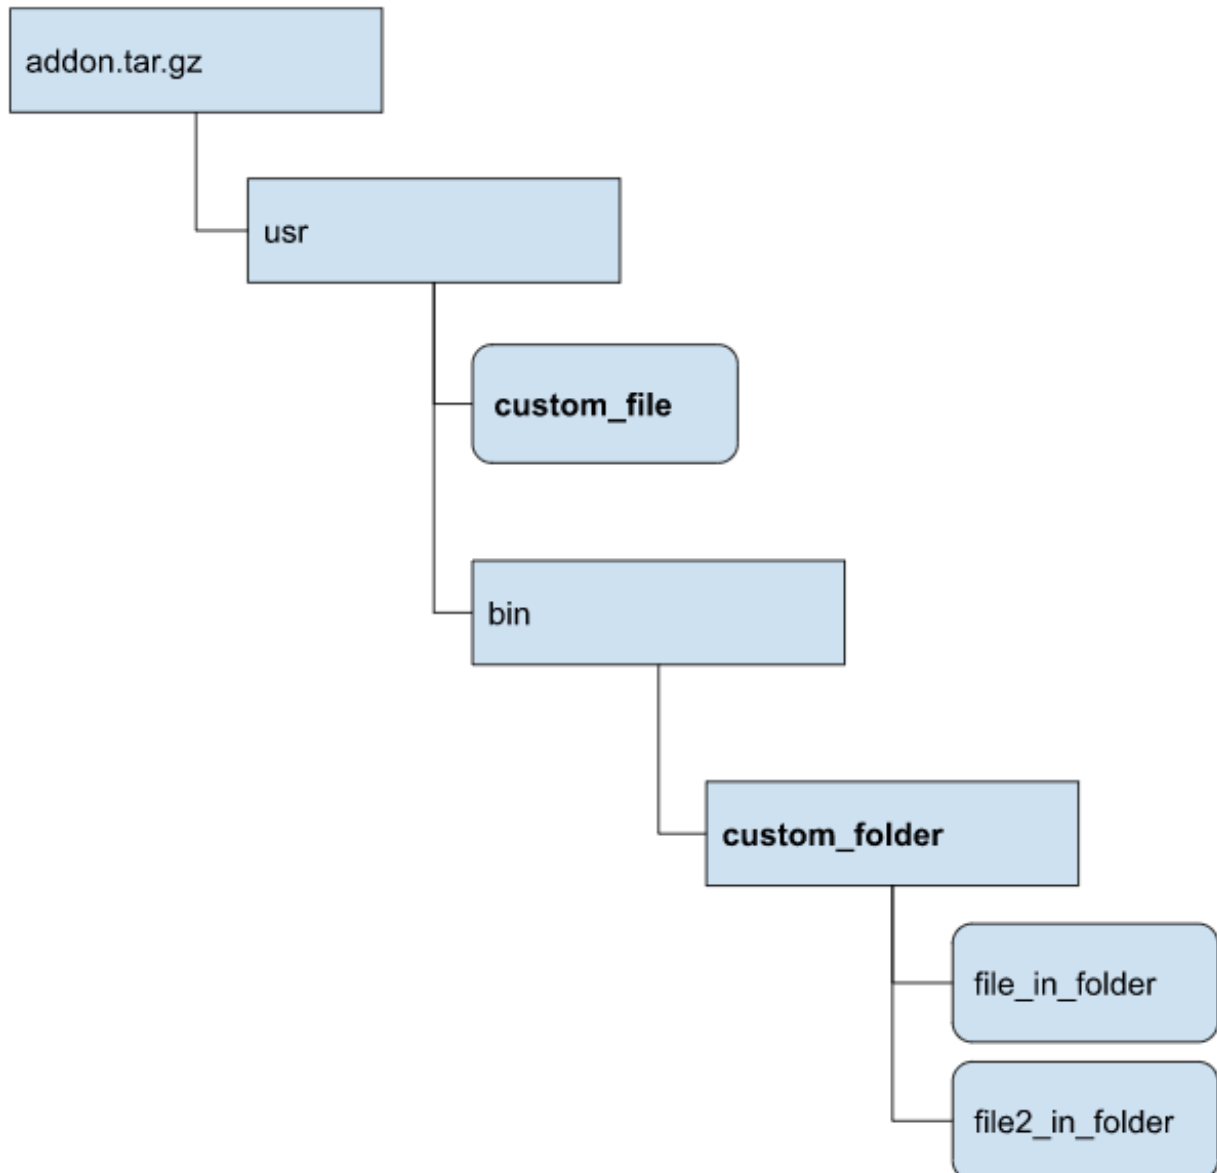 addon.tar.gz
usr
custom_file
bin
custom_folder
file_in_folder
file2_in_folder